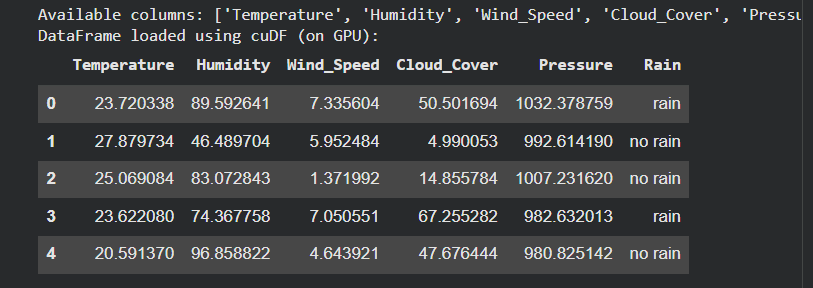 Available columns: ['Temperature', 'Humidity', 'Wind_Speed', 'Cloud_Cover', 'Pressu
DataFrame loaded using cuDF (on GPU):
Temperature Humidity Wind_Speed Cloud_Cover Pressure Rain
0 23.720338 89.592641 7.335604 50.501694 1032.378759 rain
1 27.879734 46.489704 5.952484 4.990053 992.614190 no rain
2 25.069084 83.072843 1.371992 14.855784 1007.231620 no rain
3 23.622080 74.367758 7.050551 67.255282 982.632013 rain
4 20.591370 96.858822 4.643921 47.676444 980.825142 no rain